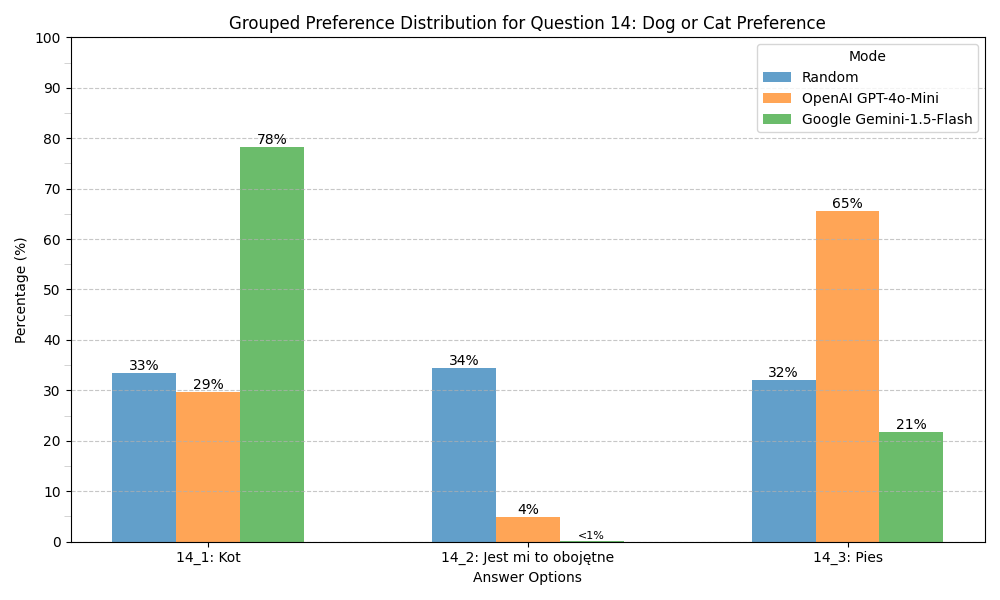 Grouped Preference Distribution for Question 14: Dog or Cat Preference
100
90
80
70
60
50
40
30
20
10
0
Percentage (%)
Mode
Random
OpenAI GPT-4o-Mini
Google Gemini-1.5-Flash
33%
29%
78%
34%
4%
<1%
32%
65%
21%
14_1: Kot
14_2: Jest mi to obojętne
14_3: Pies
Answer Options